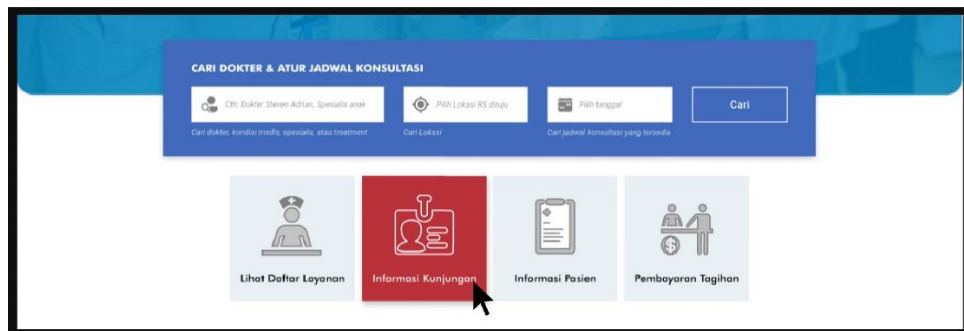 CARI DOKTER & ATUR JADWAL KONSULTASI
Cth: Dokter Steven Adrian, Spesialis anak
Pilih Lokasi RS dituju
Pilih tanggal
Cari
Cari dokter, kondisi medis, spesialis, atau treatment
Cari Lokasi
Cari jadwal konsultasi yang tersedia
Lihat Daftar Layanan
Informasi Kunjungan
Informasi Pasien
Pembayaran Tagihan